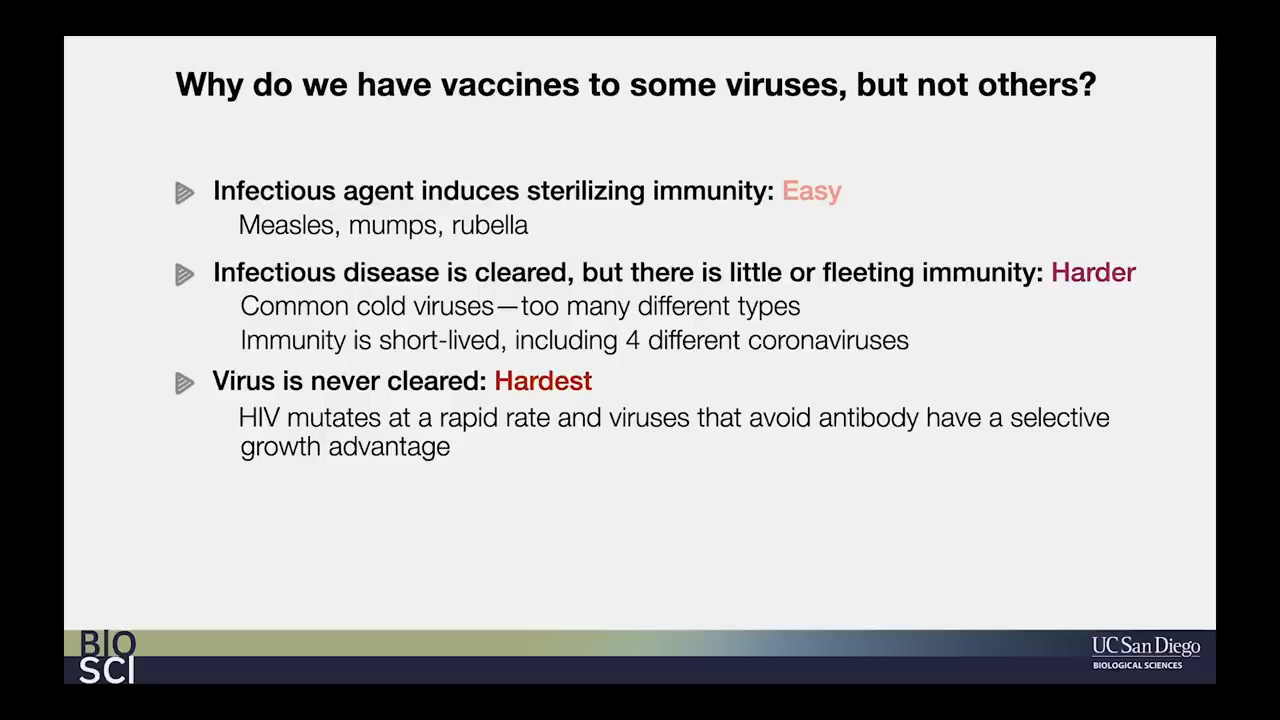 Why do we have vaccines to some viruses, but not others?
Infectious agent induces sterilizing immunity: Easy
Measles, mumps, rubella
Infectious disease is cleared, but there is little or fleeting immunity: Harder
Common cold viruses—too many different types
Immunity is short-lived, including 4 different coronaviruses
Virus is never cleared: Hardest
HIV mutates at a rapid rate and viruses that avoid antibody have a selective
growth advantage
BIO
SCI
UC San Diego
BIOLOGICAL SCIENCES